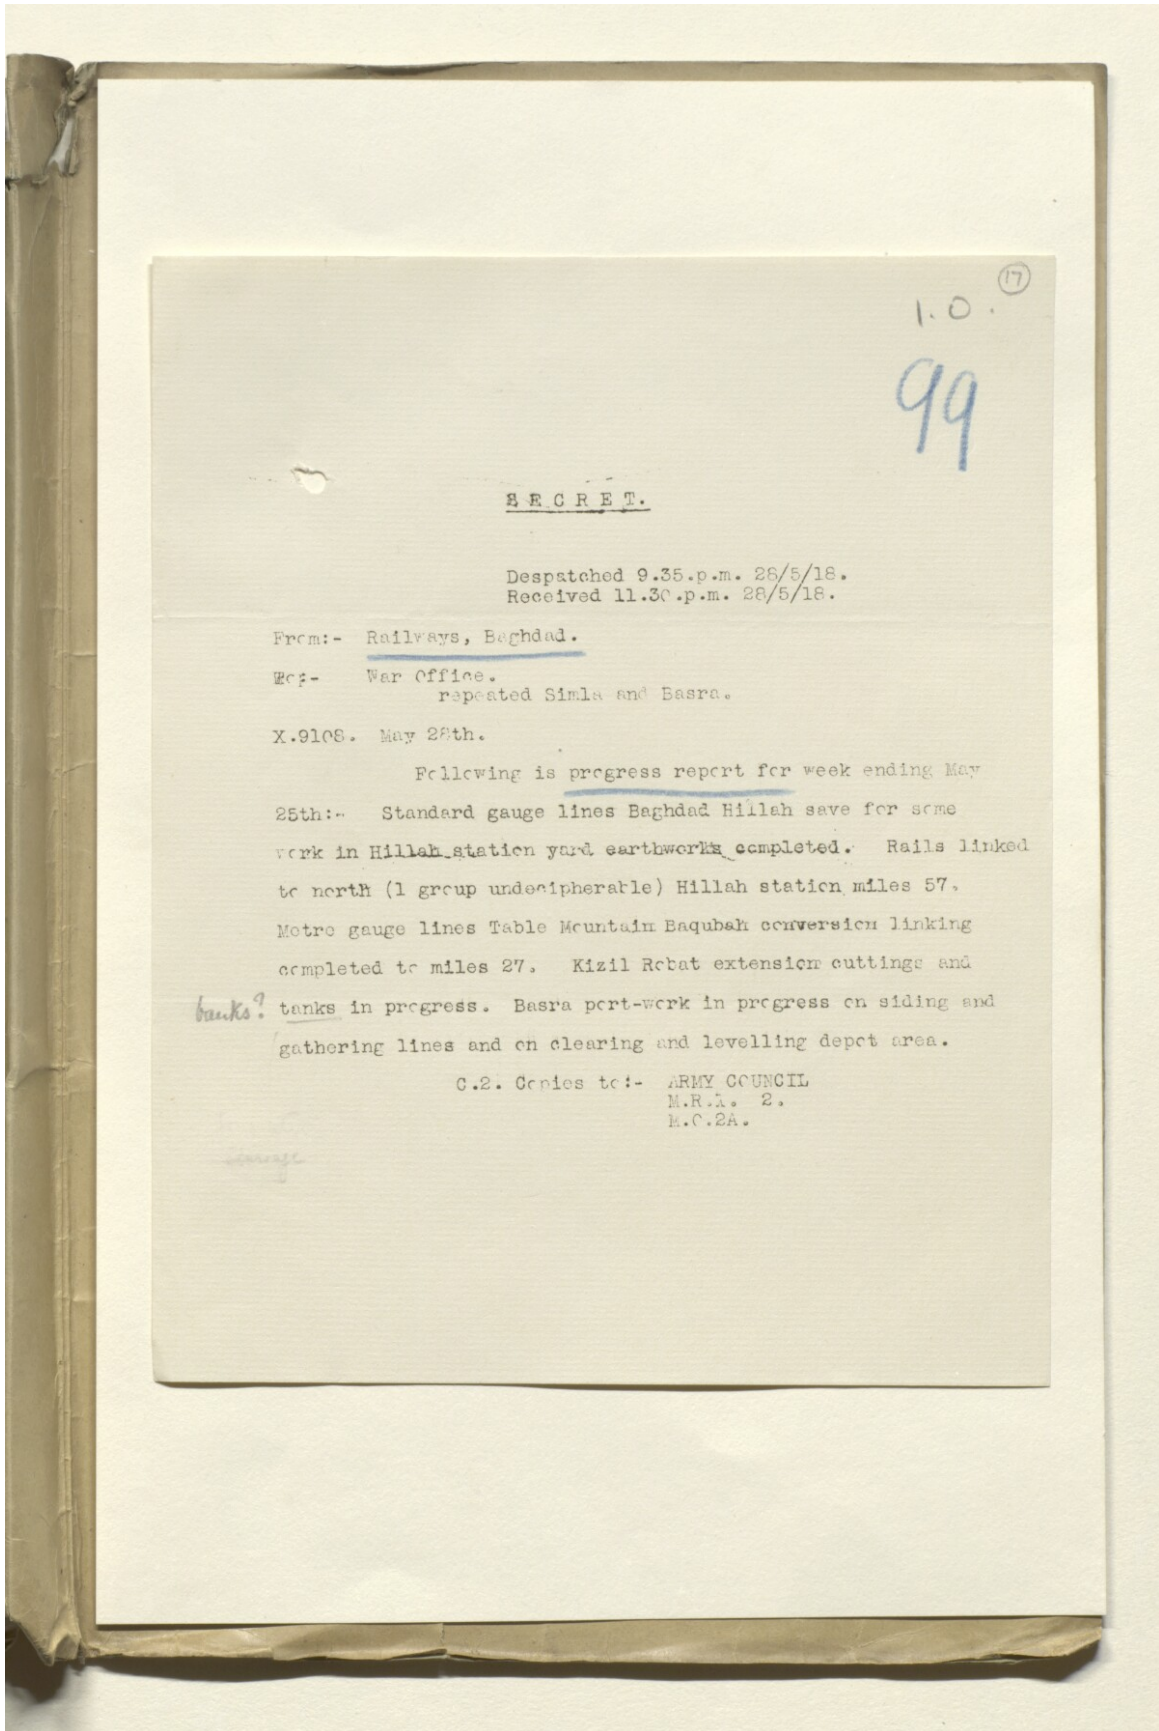 17
I.O.
99
SECRET.
Despatched 9.35.p.m. 28/5/18.
Received 11.30.p.m. 28/5/18.
From:- Railways, Baghdad.
To:- War Office.
repeated Simla and Basra.
X.9108. May 28th.
Following is progress report for week ending May
25th:- Standard gauge lines Baghdad Hillah save for some
work in Hillah station yard earthworks completed. Rails linked
to north (1 group undecipherable) Hillah station miles 57.
Metre gauge lines Table Mountain Baqubah conversion linking
completed to miles 27. Kizil Robat extension cuttings and
banks? tanks in progress. Basra port-work in progress on siding and
gathering lines and on clearing and levelling depot area.
C.2. Copies to:- ARMY COUNCIL
M.R.1. 2.
M.O.2A.